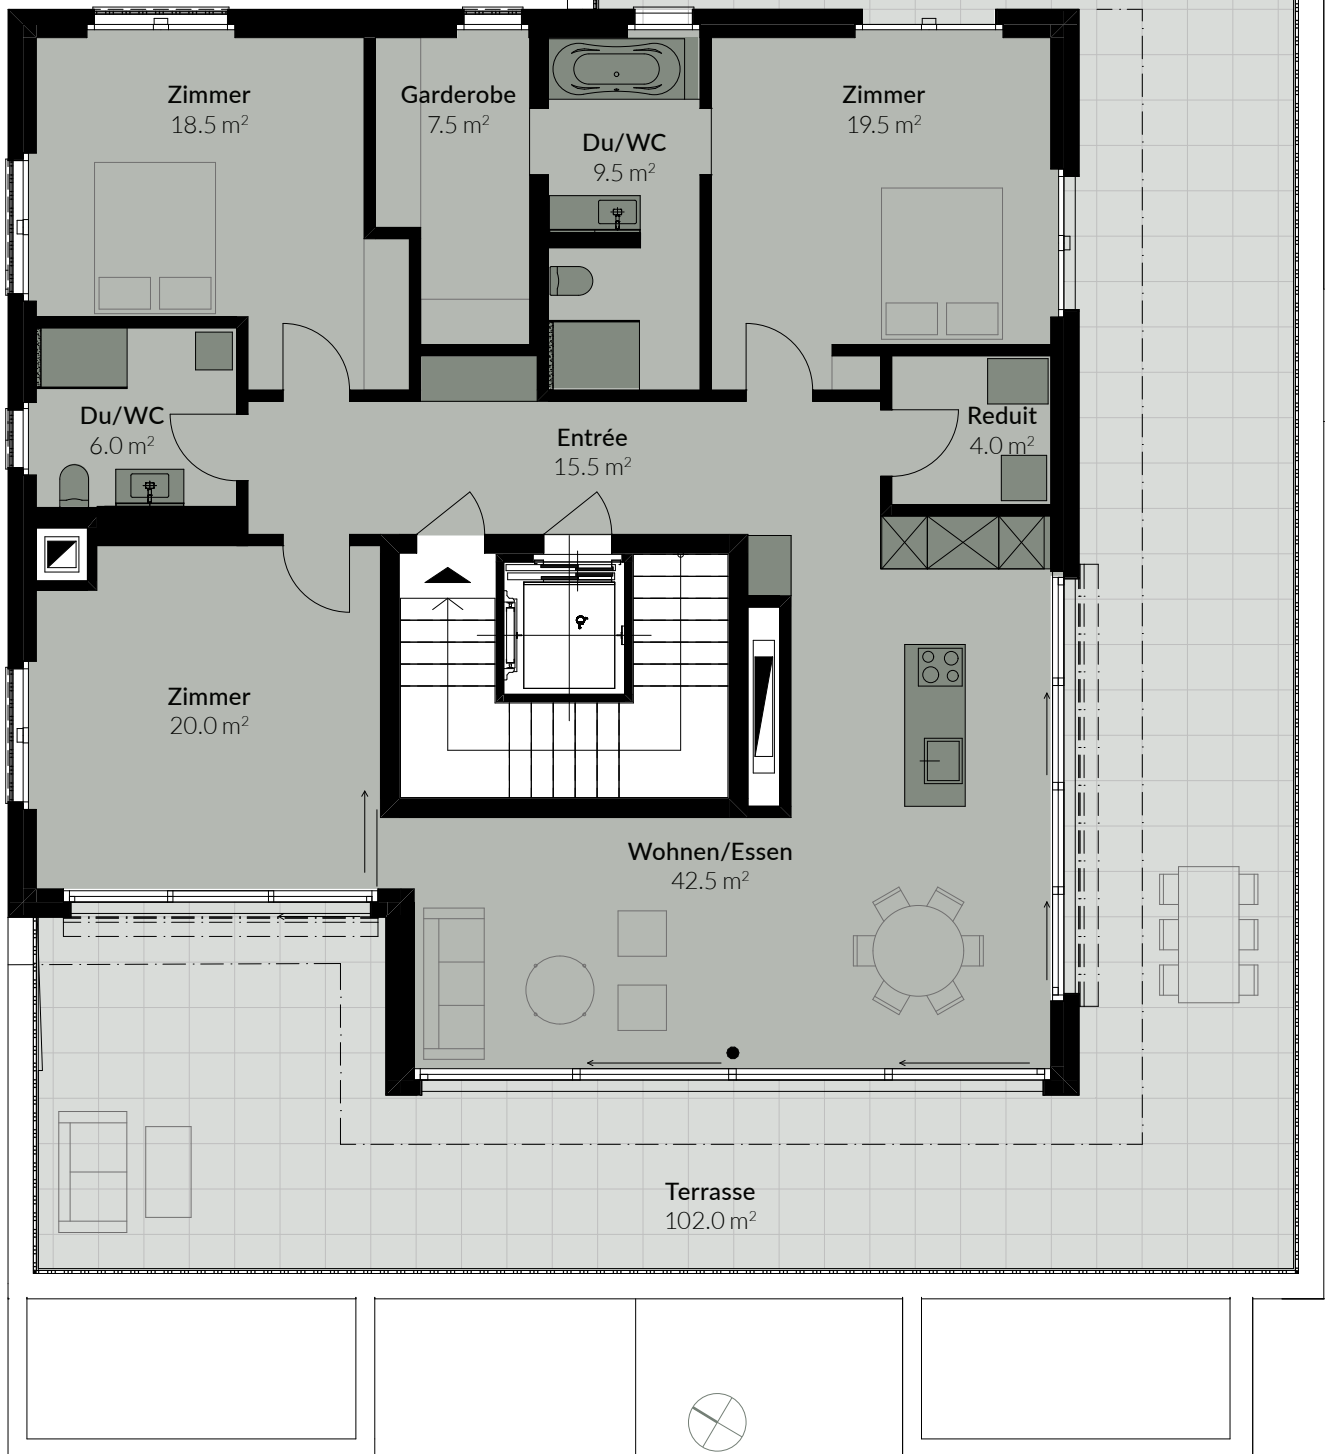 Zimmer
18.5 m²
Garderobe
7.5 m²
Du/WC
9.5 m²
Zimmer
19.5 m²
Du/WC
6.0 m²
Entrée
15.5 m²
Reduit
4.0 m²
Zimmer
20.0 m²
Wohnen/Essen
42.5 m²
Terrasse
102.0 m²